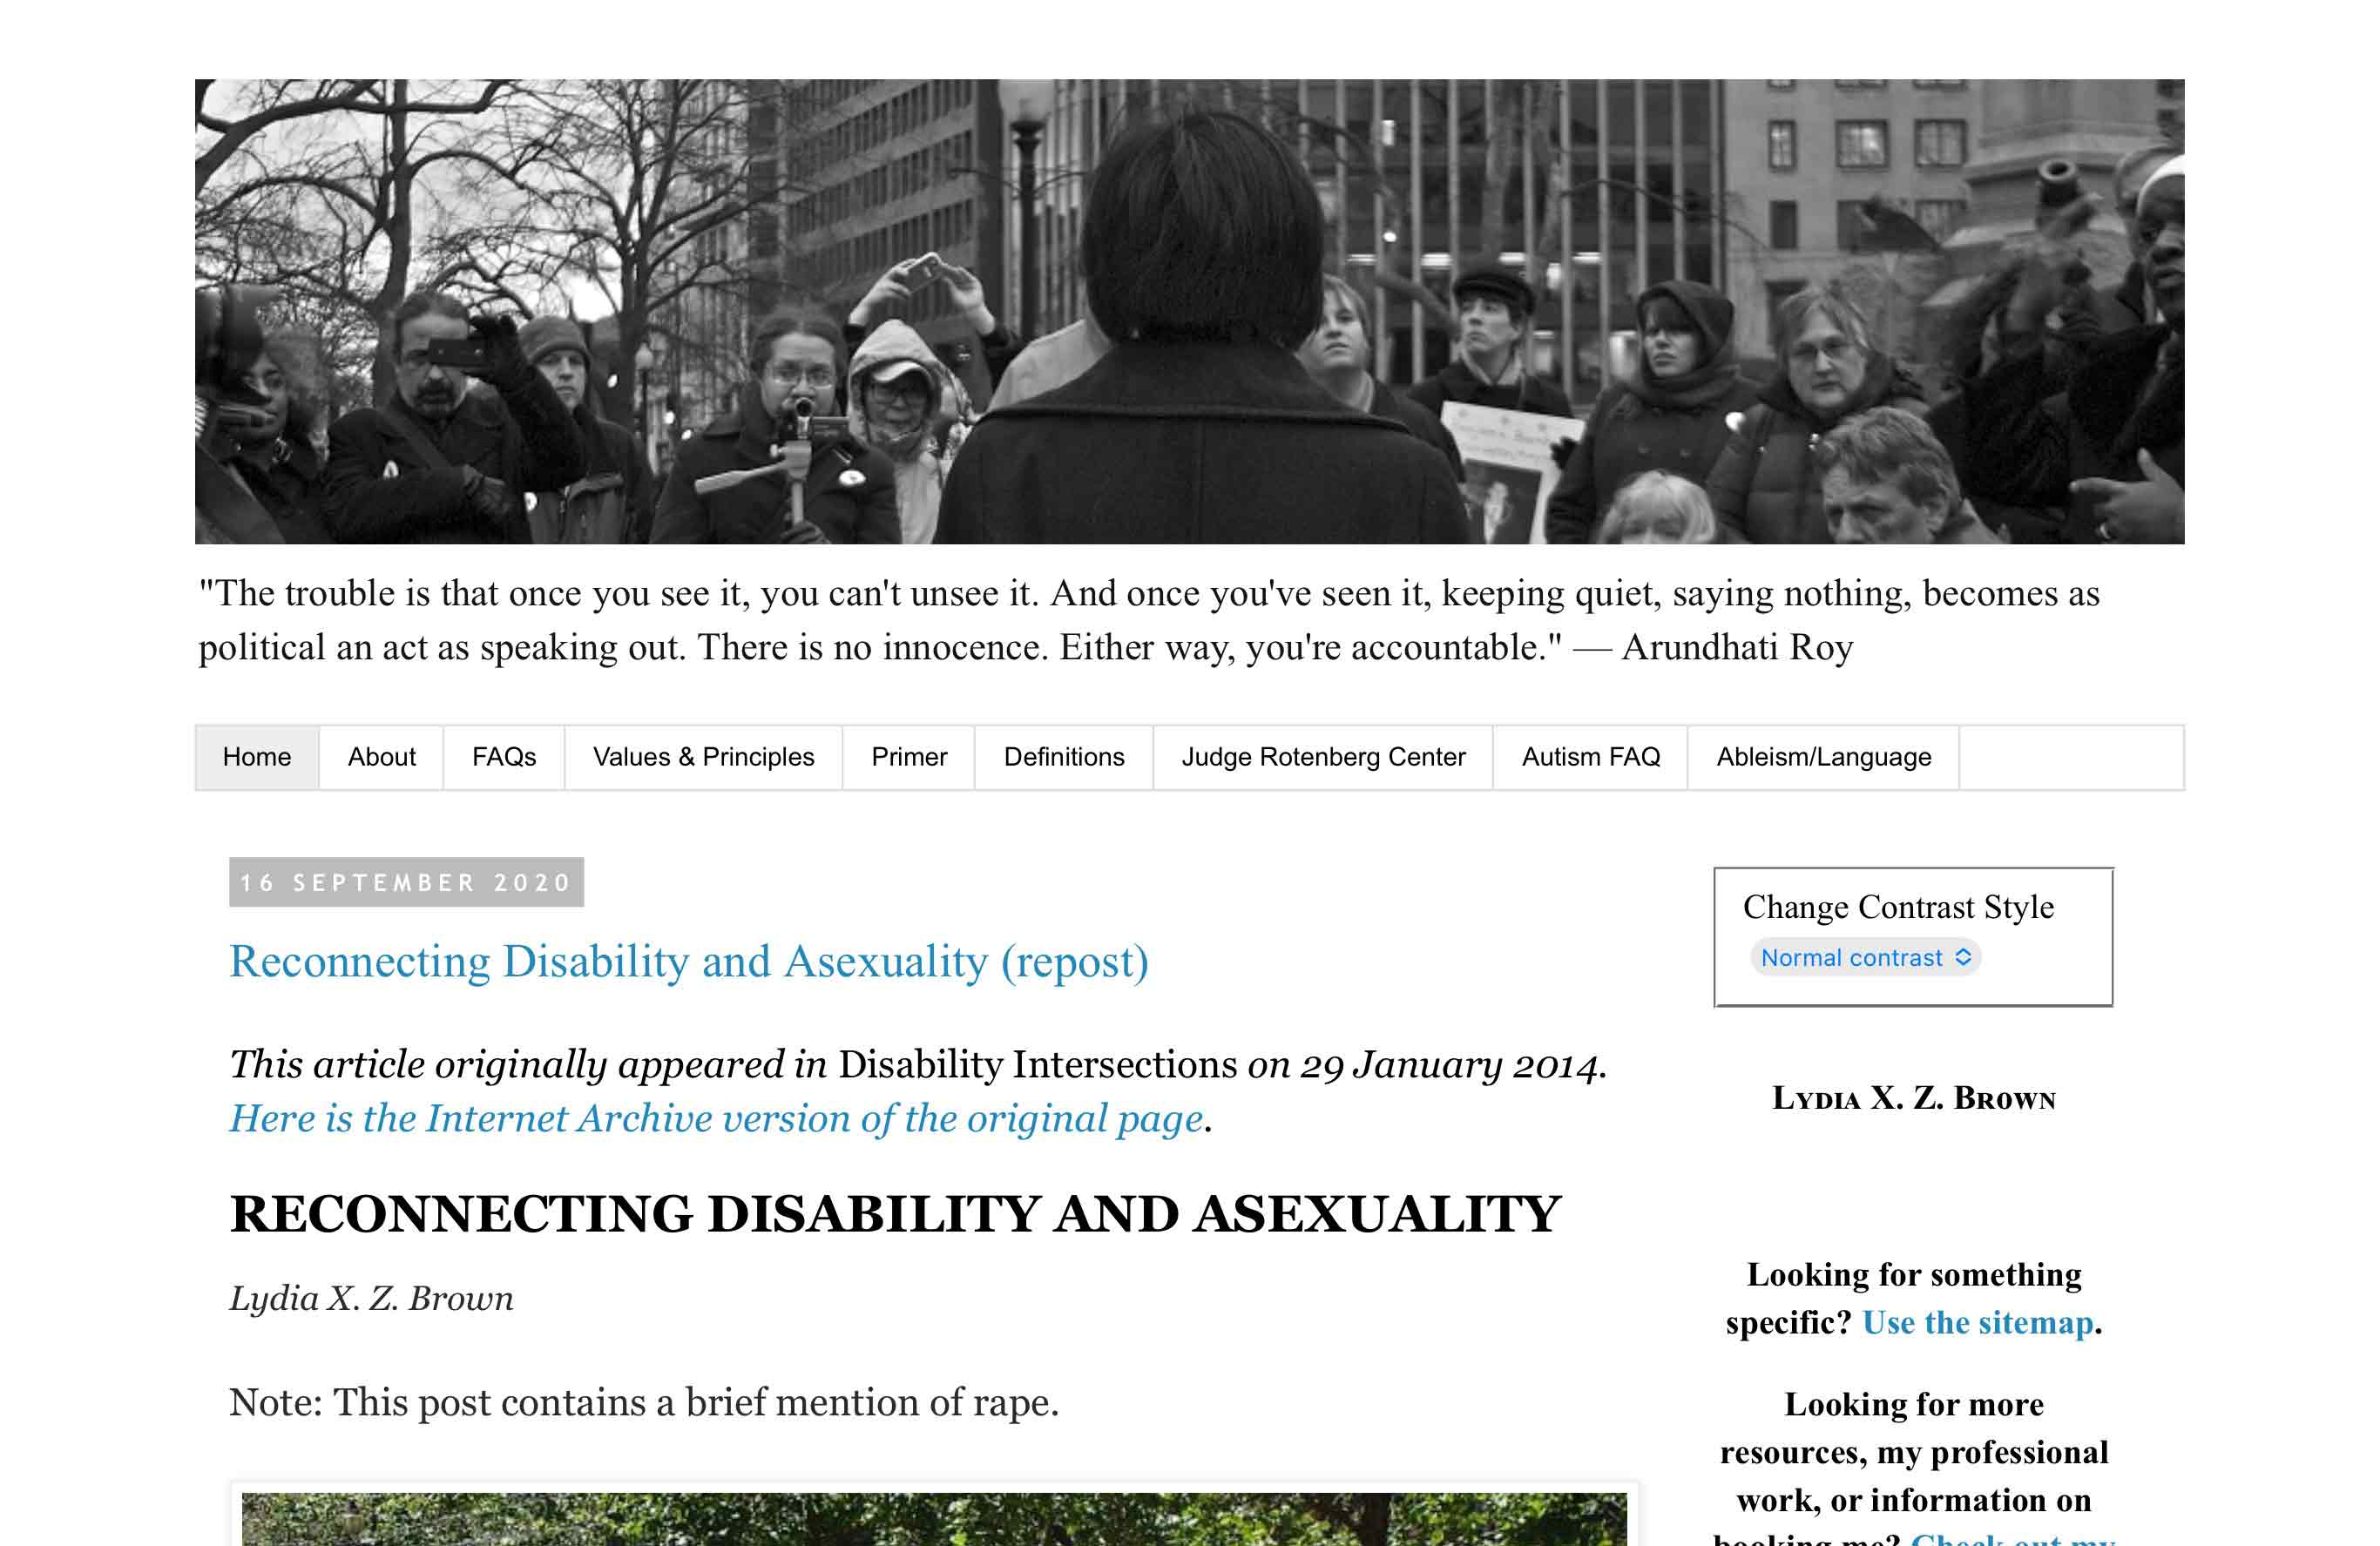 "The trouble is that once you see it, you can't unsee it. And once you've seen it, keeping quiet, saying nothing, becomes as
political an act as speaking out. There is no innocence. Either way, you're accountable." — Arundhati Roy
Home About FAQs Values & Principles Primer Definitions Judge Rotenberg Center Autism FAQ Ableism/Language
16 SEPTEMBER 2020
Reconnecting Disability and Asexuality (repost)
This article originally appeared in Disability Intersections on 29 January 2014.
Here is the Internet Archive version of the original page.
RECONNECTING DISABILITY AND ASEXUALITY
Lydia X. Z. Brown
Note: This post contains a brief mention of rape.
Change Contrast Style
Normal contrast
Lydia X. Z. Brown
Looking for something
specific? Use the sitemap.
Looking for more
resources, my professional
work, or information on
booking me? Check out my